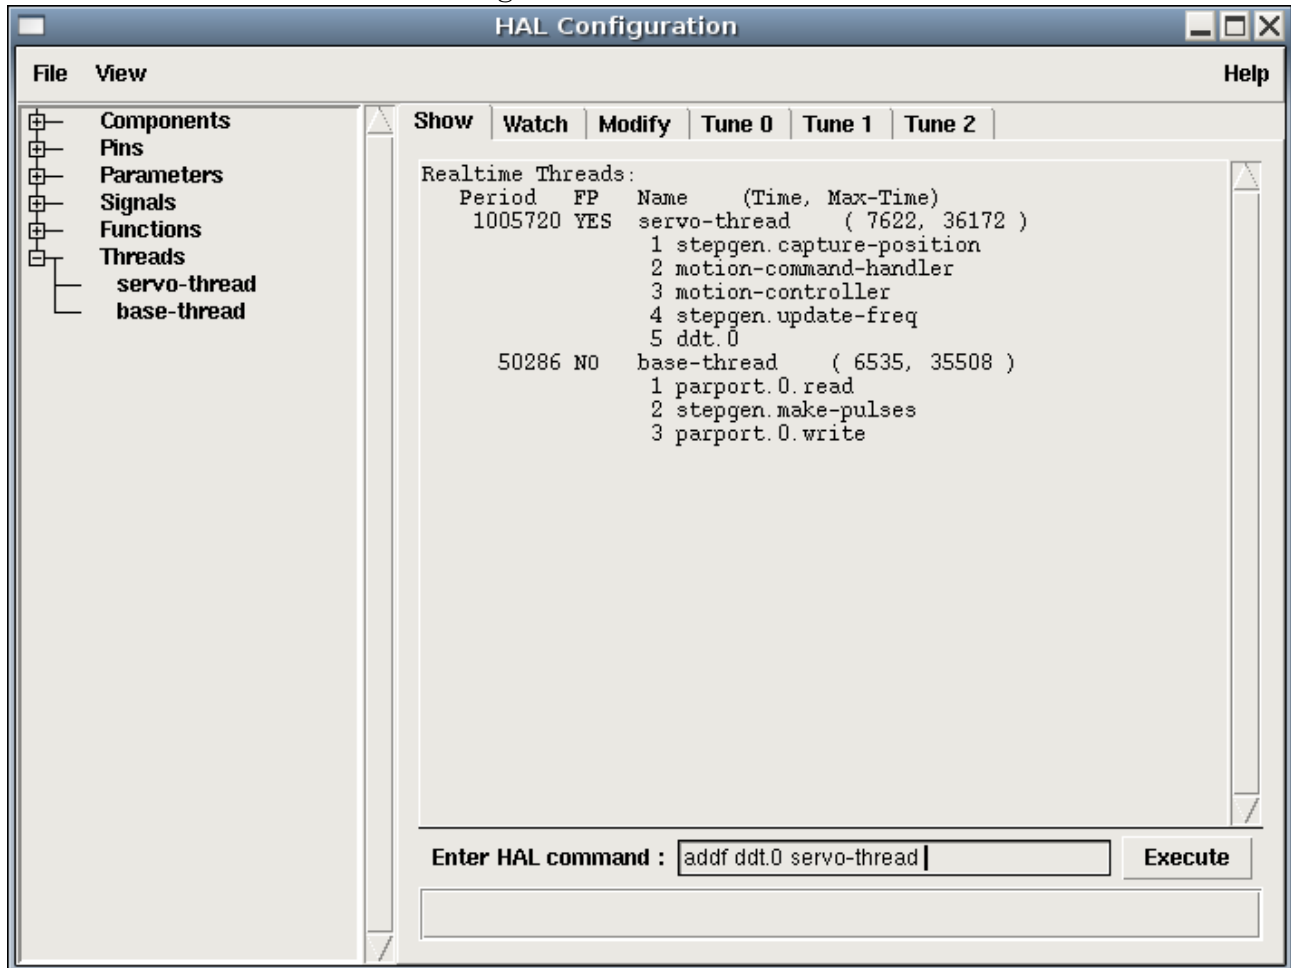 HAL Configuration
File View Help
Components
Pins
Parameters
Signals
Functions
Threads
servo-thread
base-thread
Show Watch Modify Tune 0 Tune 1 Tune 2
Realtime Threads:
Period FP Name (Time, Max-Time)
1005720 YES servo-thread ( 7622, 36172 )
1 stepgen.capture-position
2 motion-command-handler
3 motion-controller
4 stepgen.update-freq
5 ddt.0
50286 NO base-thread ( 6535, 35508 )
1 parport.0.read
2 stepgen.make-pulses
3 parport.0.write
Enter HAL command : addf ddt.0 servo-thread Execute